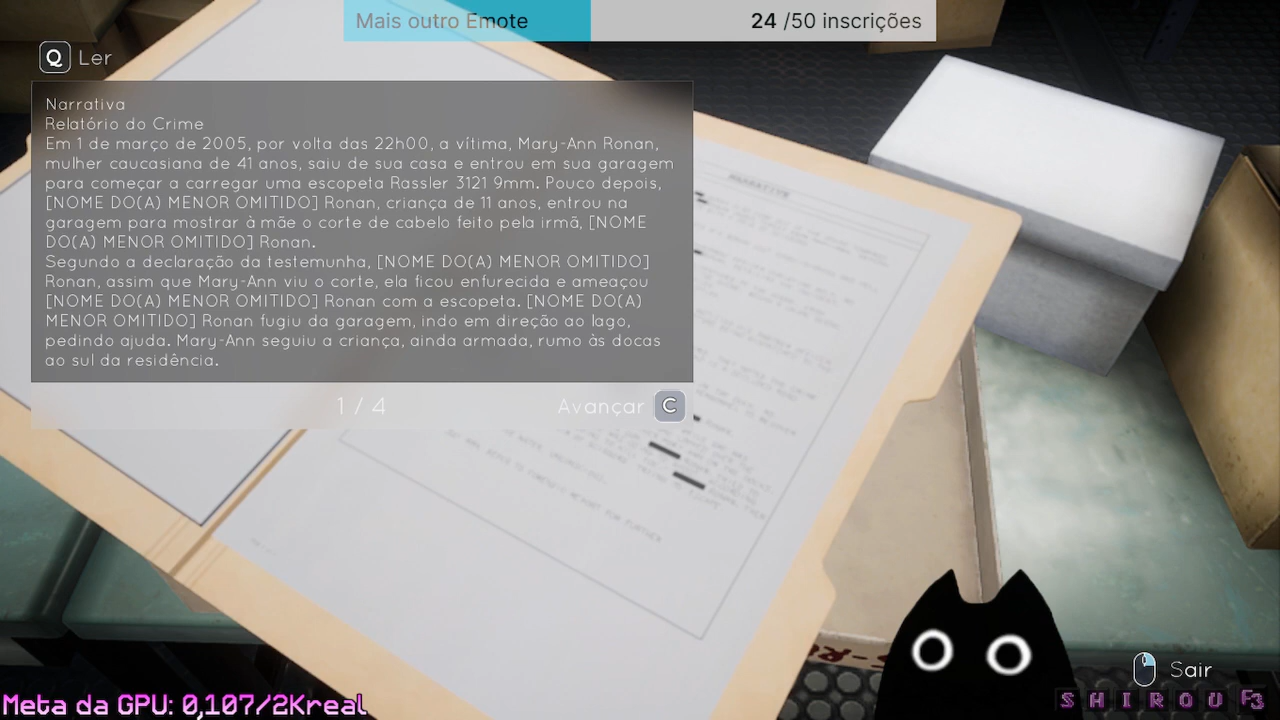 Mais outro Emote
24 /50 inscrições
Q Ler
Narrativa
Relatório do Crime
Em 1 de março de 2005, por volta das 22h00, a vítima, Mary-Ann Ronan,
mulher caucasiana de 41 anos, saiu de sua casa e entrou em sua garagem
para começar a carregar uma escopeta Rassler 3121 9mm. Pouco depois,
[NOME DO(A) MENOR OMITIDO] Ronan, criança de 11 anos, entrou na
garagem para mostrar à mãe o corte de cabelo feito pela irmã, [NOME
DO(A) MENOR OMITIDO] Ronan.
Segundo a declaração da testemunha, [NOME DO(A) MENOR OMITIDO]
Ronan, assim que Mary-Ann viu o corte, ela ficou enfurecida e ameaçou
[NOME DO(A) MENOR OMITIDO] Ronan com a escopeta. [NOME DO(A)
MENOR OMITIDO] Ronan fugiu da garagem, indo em direção ao lago,
pedindo ajuda. Mary-Ann seguiu a criança, ainda armada, rumo às docas
ao sul da residência.
1 / 4
Avançar C
NARRATIVE
Sair
Meta da GPU: 0,107/2Kreal
SHIROU F3